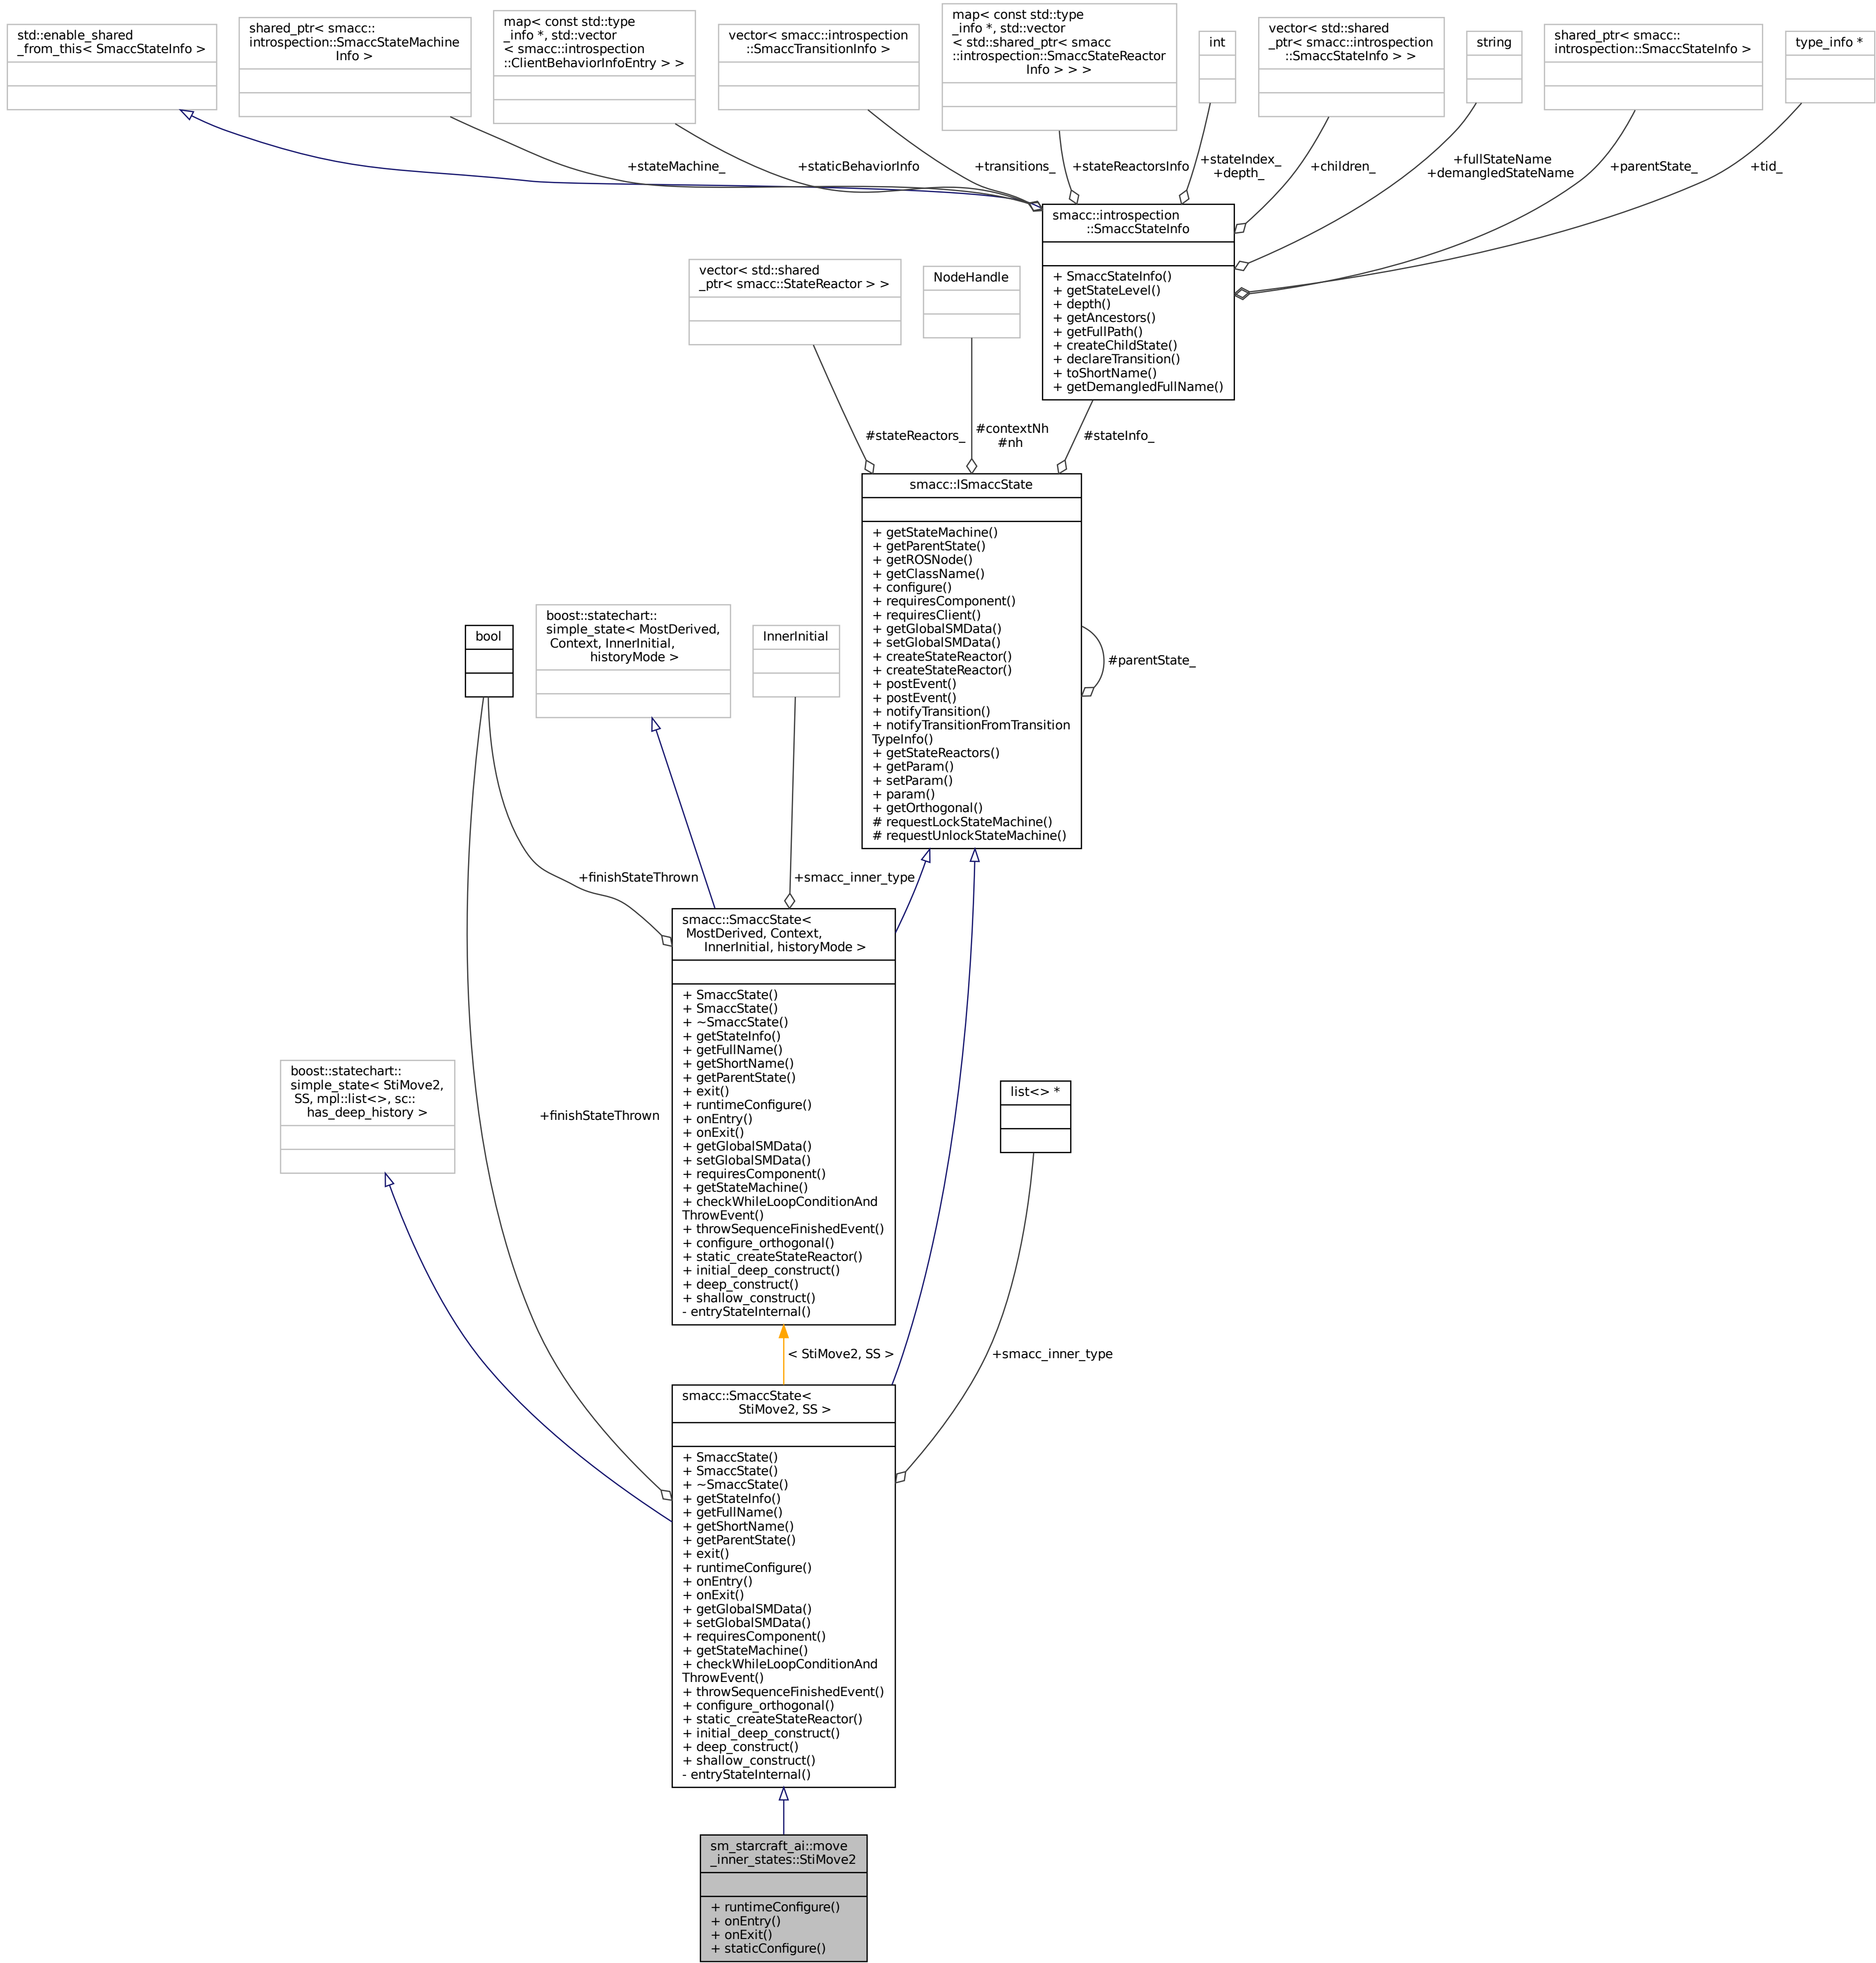 std::enable_shared
_from_this< SmaccStateInfo >
shared_ptr< smacc::
introspection::SmaccStateMachine
Info >
map< const std::type
_info *, std::vector
< smacc::introspection
::ClientBehaviorInfoEntry > >
vector< smacc::introspection
::SmaccTransitionInfo >
map< const std::type
_info *, std::vector
< std::shared_ptr< smacc
::introspection::SmaccStateReactor
Info > > >
int
vector< std::shared
_ptr< smacc::introspection
::SmaccStateInfo > >
string
shared_ptr< smacc::
introspection::SmaccStateInfo >
type_info *
+stateMachine_
+staticBehaviorInfo
+transitions_
+stateReactorsInfo
+stateIndex_
+depth_
+children_
+fullStateName
+demangledStateName
+parentState_
+tid_
smacc::introspection
::SmaccStateInfo
+ SmaccStateInfo()
+ getStateLevel()
+ depth()
+ getAncestors()
+ getFullPath()
+ createChildState()
+ declareTransition()
+ toShortName()
+ getDemangledFullName()
vector< std::shared
_ptr< smacc::StateReactor > >
NodeHandle
#stateReactors_
#contextNh
#nh
#stateInfo_
smacc::ISmaccState
+ getStateMachine()
+ getParentState()
+ getROSNode()
+ getClassName()
+ configure()
+ requiresComponent()
+ requiresClient()
+ getGlobalSMData()
+ setGlobalSMData()
+ createStateReactor()
+ createStateReactor()
+ postEvent()
+ postEvent()
+ notifyTransition()
+ notifyTransitionFromTransition
TypeInfo()
+ getStateReactors()
+ getParam()
+ setParam()
+ param()
+ getOrthogonal()
# requestLockStateMachine()
# requestUnlockStateMachine()
#parentState_
bool
boost::statechart::
simple_state< MostDerived,
Context, InnerInitial,
historyMode >
InnerInitial
+finishStateThrown
+smacc_inner_type
smacc::SmaccState<
MostDerived, Context,
InnerInitial, historyMode >
+ SmaccState()
+ SmaccState()
+ ~SmaccState()
+ getStateInfo()
+ getFullName()
+ getShortName()
+ getParentState()
+ exit()
+ runtimeConfigure()
+ onEntry()
+ onExit()
+ getGlobalSMData()
+ setGlobalSMData()
+ requiresComponent()
+ getStateMachine()
+ checkWhileLoopConditionAnd
ThrowEvent()
+ throwSequenceFinishedEvent()
+ configure_orthogonal()
+ static_createStateReactor()
+ initial_deep_construct()
+ deep_construct()
+ shallow_construct()
- entryStateInternal()
boost::statechart::
simple_state< StiMove2,
SS, mpl::list<>, sc::
has_deep_history >
+finishStateThrown
list<> *
< StiMove2, SS >
+smacc_inner_type
smacc::SmaccState<
StiMove2, SS >
+ SmaccState()
+ SmaccState()
+ ~SmaccState()
+ getStateInfo()
+ getFullName()
+ getShortName()
+ getParentState()
+ exit()
+ runtimeConfigure()
+ onEntry()
+ onExit()
+ getGlobalSMData()
+ setGlobalSMData()
+ requiresComponent()
+ getStateMachine()
+ checkWhileLoopConditionAnd
ThrowEvent()
+ throwSequenceFinishedEvent()
+ configure_orthogonal()
+ static_createStateReactor()
+ initial_deep_construct()
+ deep_construct()
+ shallow_construct()
- entryStateInternal()
sm_starcraft_ai::move
_inner_states::StiMove2
+ runtimeConfigure()
+ onEntry()
+ onExit()
+ staticConfigure()